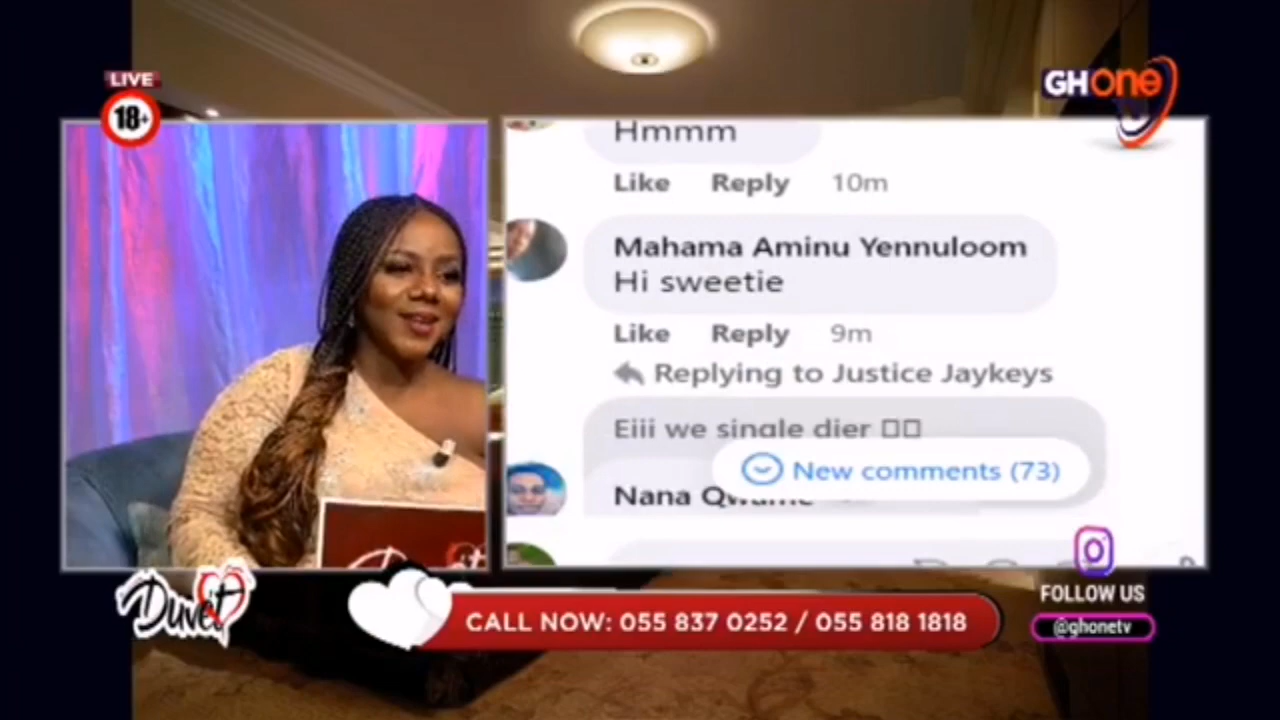 LIVE
18+
GHOne
Hmmm
Like Reply 10m
Mahama Aminu Yennuloom
Hi sweetie
Like Reply 9m
Replying to Justice Jaykeys
Eiii we single dier
New comments (73)
Nana Qwame
Duvet
CALL NOW: 055 837 0252 / 055 818 1818
FOLLOW US
@ghonetv